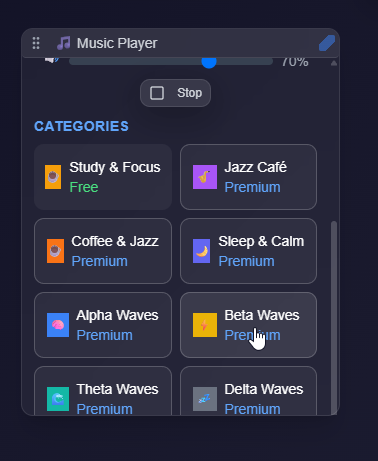 Music Player
70%
Stop
CATEGORIES
Study & Focus
Free
Jazz Café
Premium
Coffee & Jazz
Premium
Sleep & Calm
Premium
Alpha Waves
Premium
Beta Waves
Premium
Theta Waves
Premium
Delta Waves
Premium